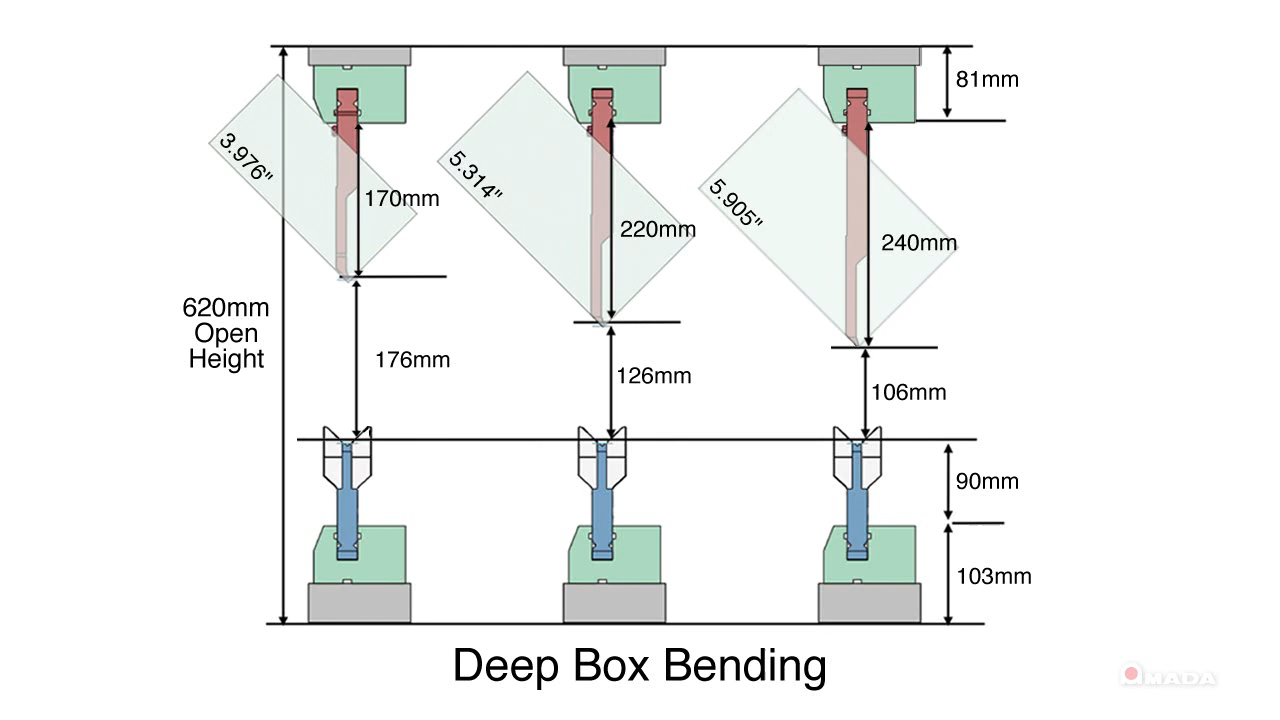 81mm
3.976"
5.314"
5.905"
170mm
220mm
240mm
620mm
Open
Height
176mm
126mm
106mm
90mm
103mm
Deep Box Bending
AMADA